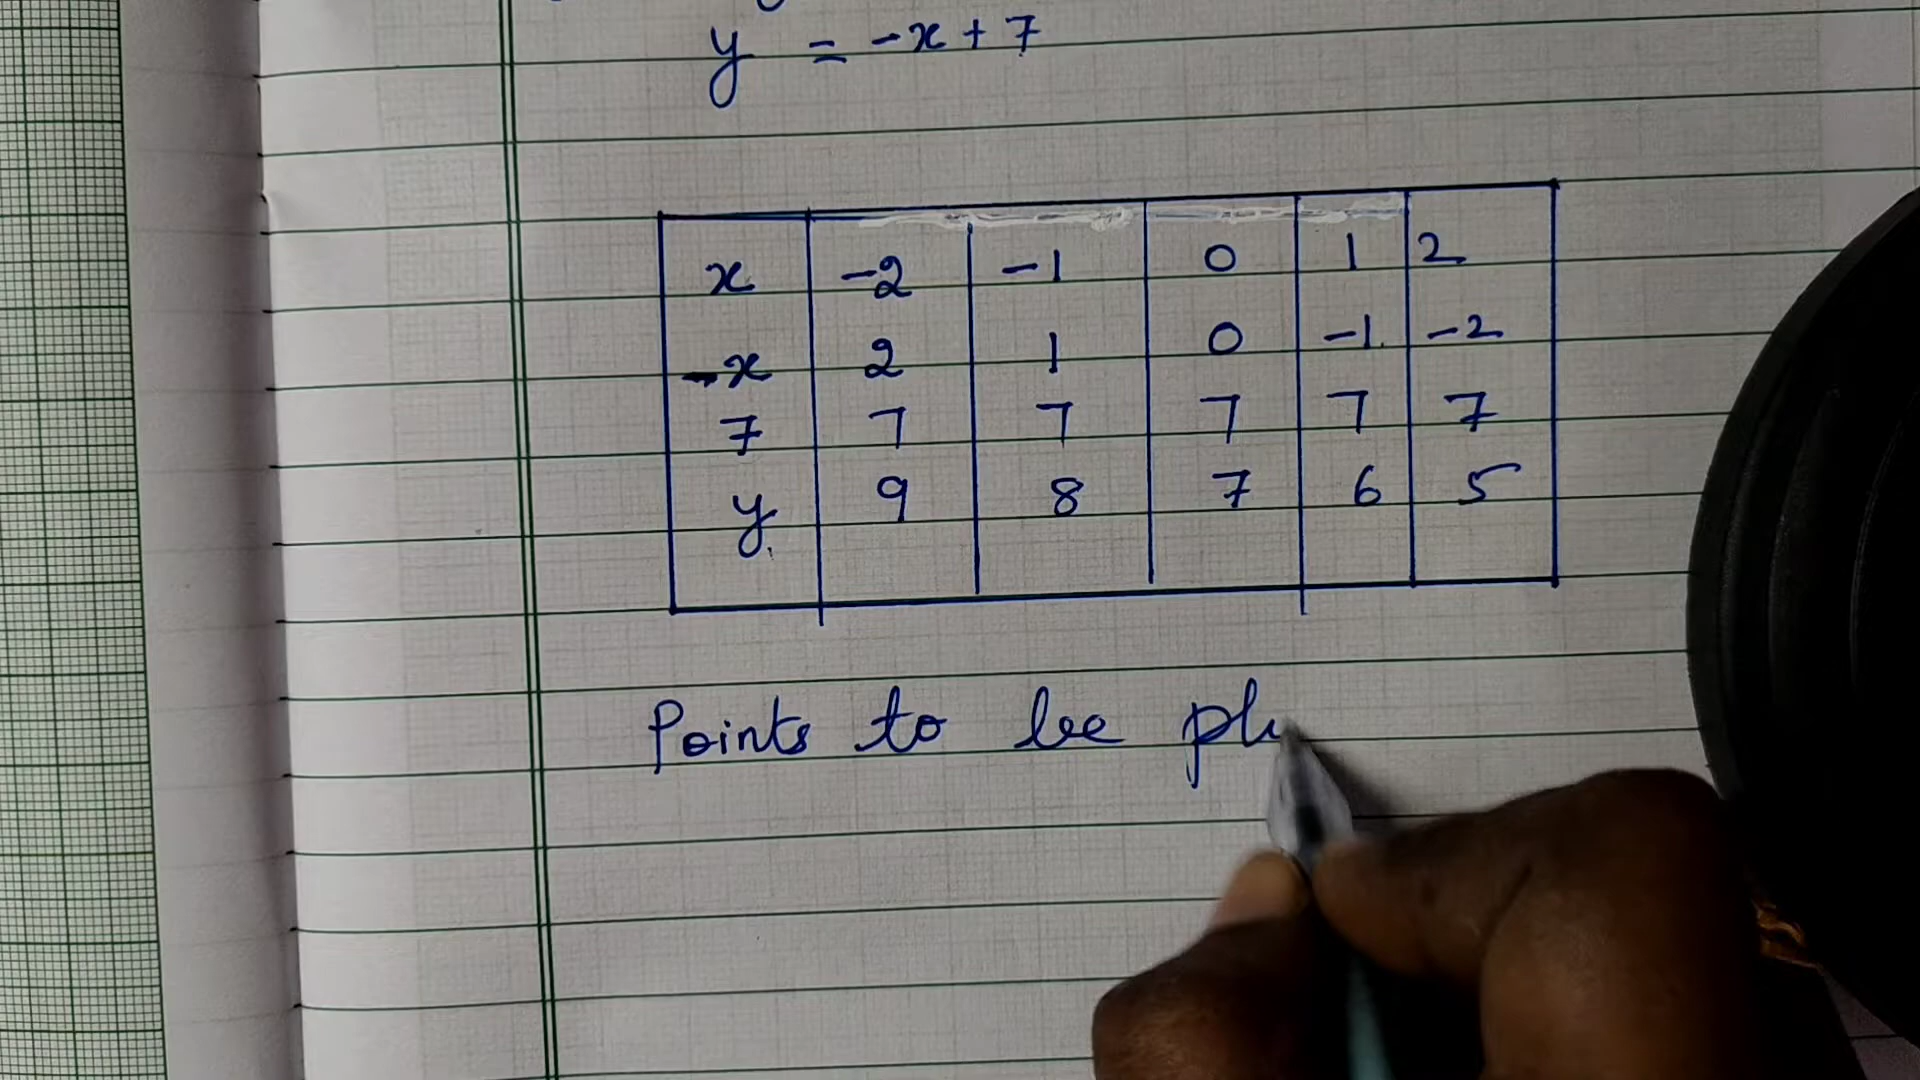 y = -x + 7
x -2 -1 0 1 2
-x 2 1 0 -1 -2
7 7 7 7 7 7
y 9 8 7 6 5
Points to be